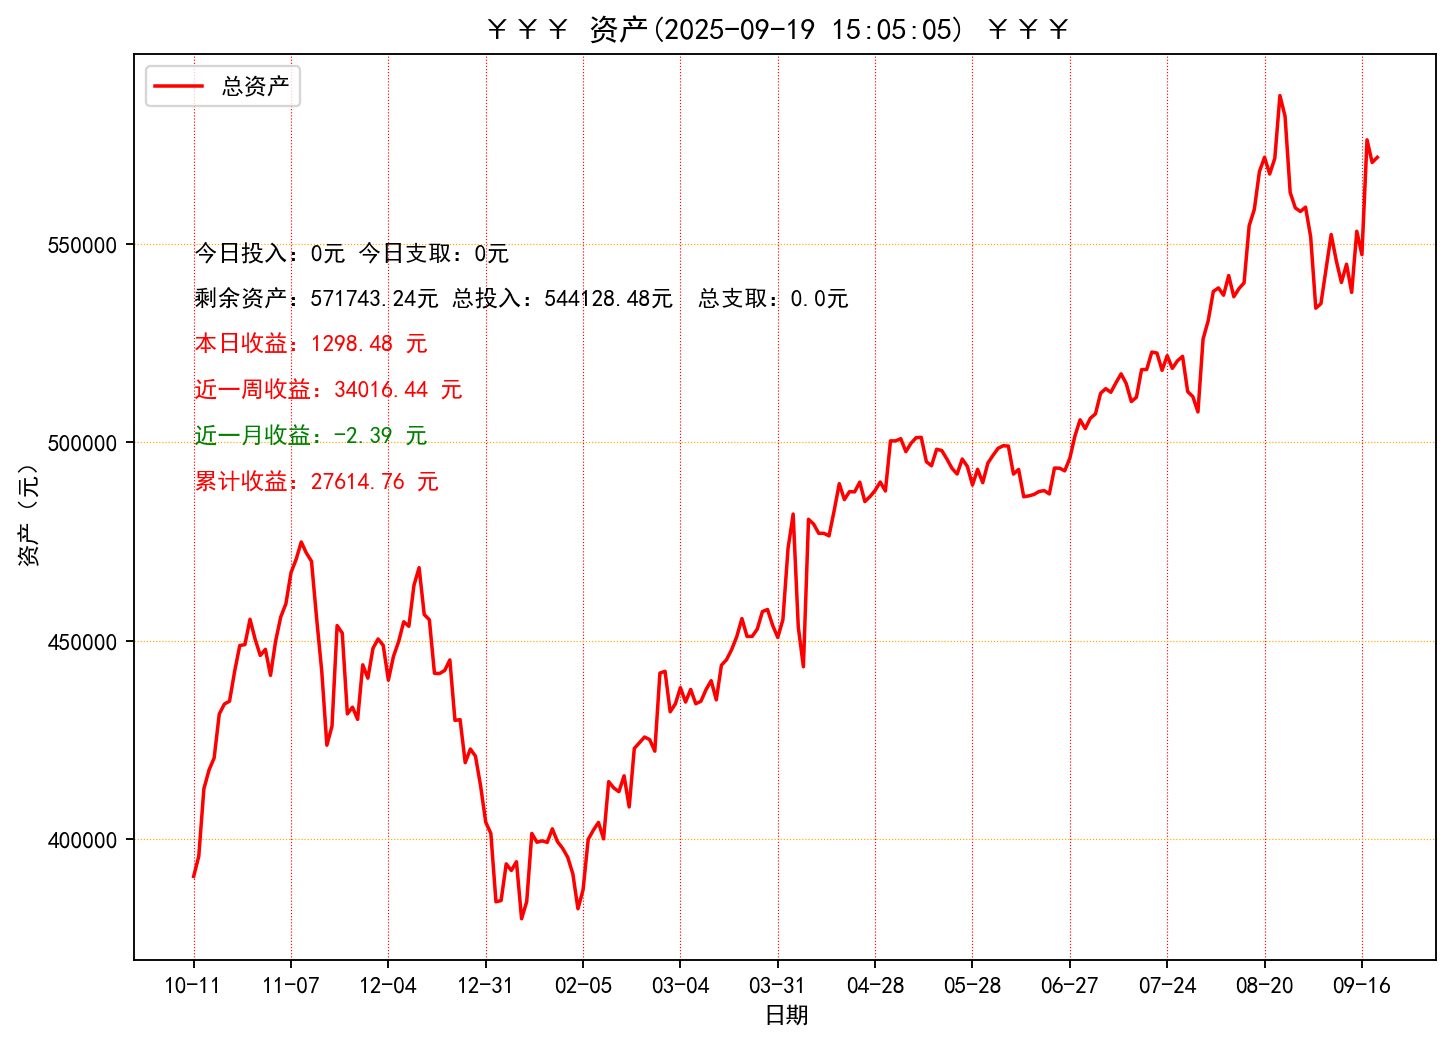 ￥￥￥ 资产(2025-09-19 15:05:05) ￥￥￥
总资产
今日投入：0元 今日支取：0元
剩余资产：571743.24元 总投入：544128.48元  总支取：0.0元
本日收益：1298.48 元
近一周收益：34016.44 元
近一月收益：-2.39 元
累计收益：27614.76 元
资产（元）
550000
500000
450000
400000
10-11 11-07 12-04 12-31 02-05 03-04 03-31 04-28 05-28 06-27 07-24 08-20 09-16
日期